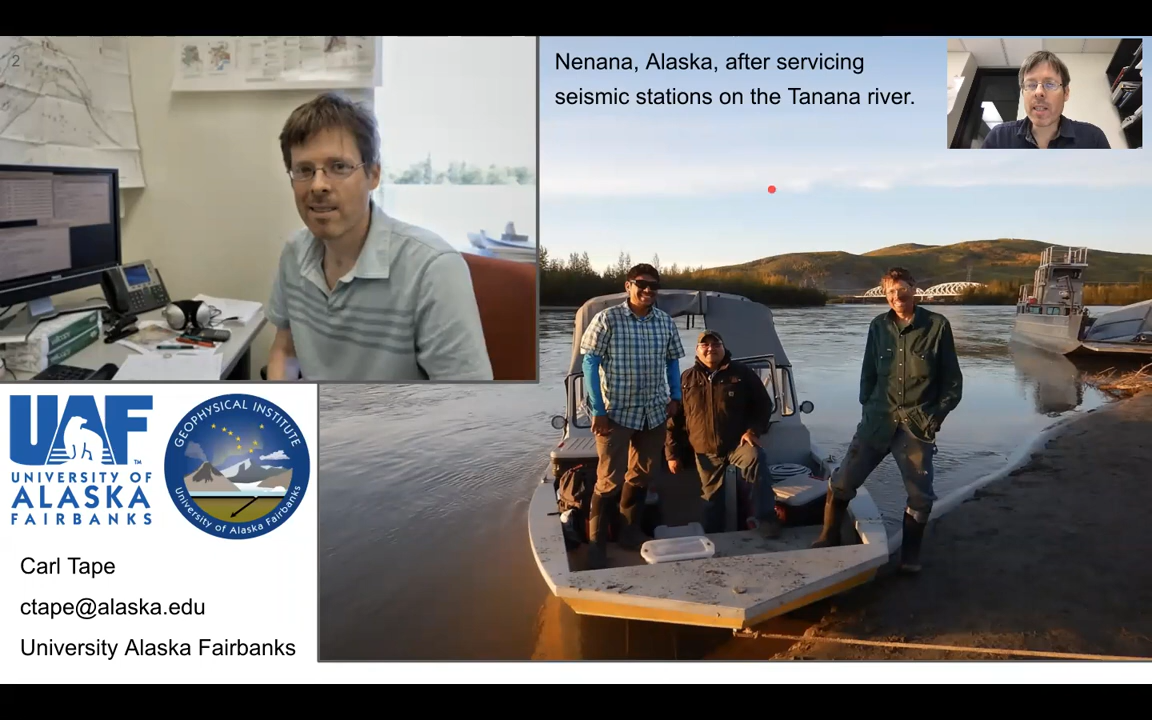 2
Nenana, Alaska, after servicing
seismic stations on the Tanana river.
UAF
UNIVERSITY OF
ALASKA
FAIRBANKS
GEOPHYSICAL INSTITUTE
University of Alaska Fairbanks
Carl Tape
ctape@alaska.edu
University Alaska Fairbanks